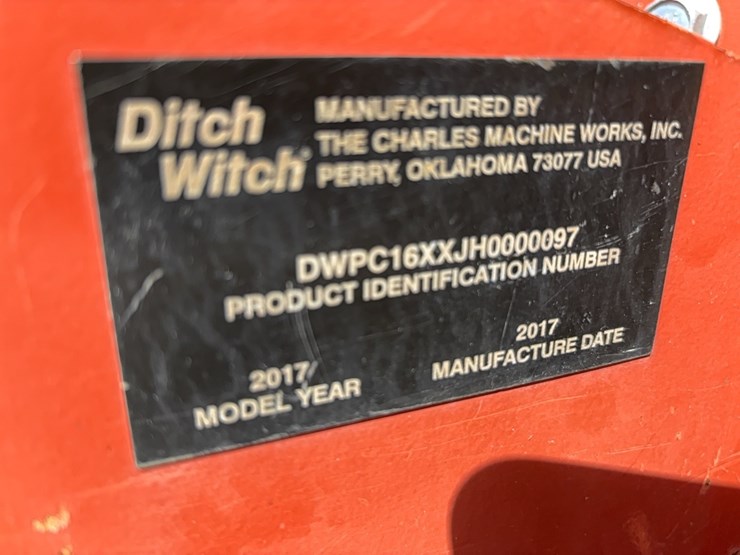 Ditch
Witch®
MANUFACTURED BY
THE CHARLES MACHINE WORKS, INC.
PERRY, OKLAHOMA 73077 USA
DWPC16XXJH0000097
PRODUCT IDENTIFICATION NUMBER
2017/
MODEL YEAR
2017
MANUFACTURE DATE